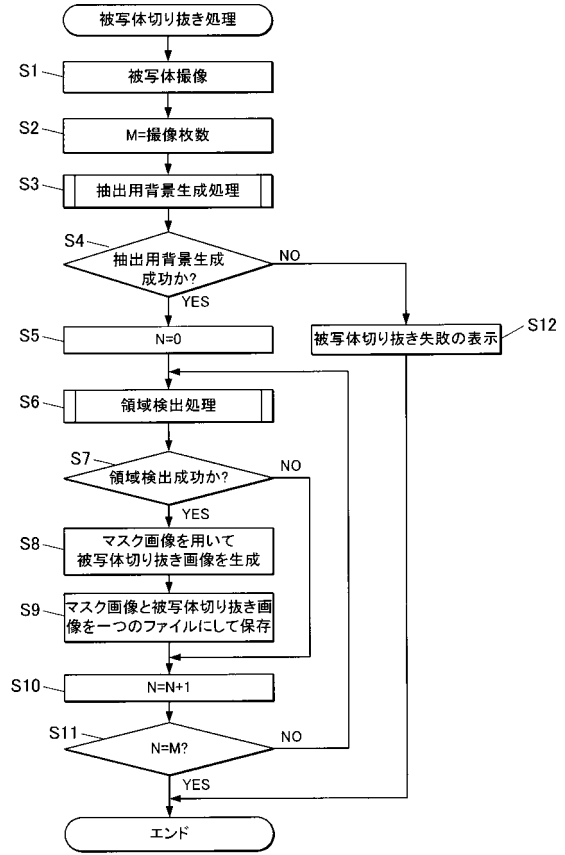 被写体切り抜き処理
S1
被写体撮像
S2
M=撮像枚数
S3
抽出用背景生成処理
S4
抽出用背景生成
成功か?
NO
YES
S5
N=0
被写体切り抜き失敗の表示
S12
S6
領域検出処理
S7
領域検出成功か?
NO
YES
S8
マスク画像を用いて
被写体切り抜き画像を生成
S9
マスク画像と被写体切り抜き画
像を一つのファイルにして保存
S10
N=N+1
S11
N=M?
NO
YES
エンド